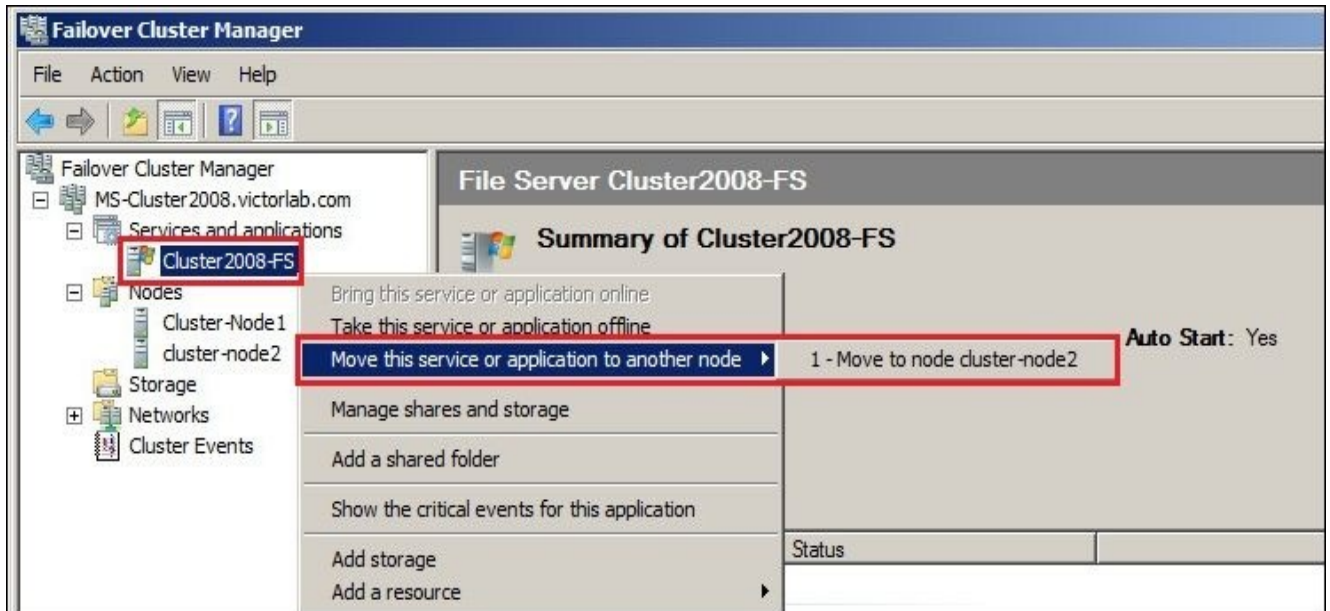 Failover Cluster Manager
File Action View Help
Failover Cluster Manager
MS-Cluster2008.victorlab.com
Services and applications
Cluster2008-FS
Nodes
Cluster-Node1
cluster-node2
Storage
Networks
Cluster Events
File Server Cluster2008-FS
Summary of Cluster2008-FS
Auto Start: Yes
Bring this service or application online
Take this service or application offline
Move this service or application to another node
1 - Move to node cluster-node2
Manage shares and storage
Add a shared folder
Show the critical events for this application
Add storage
Add a resource
Status